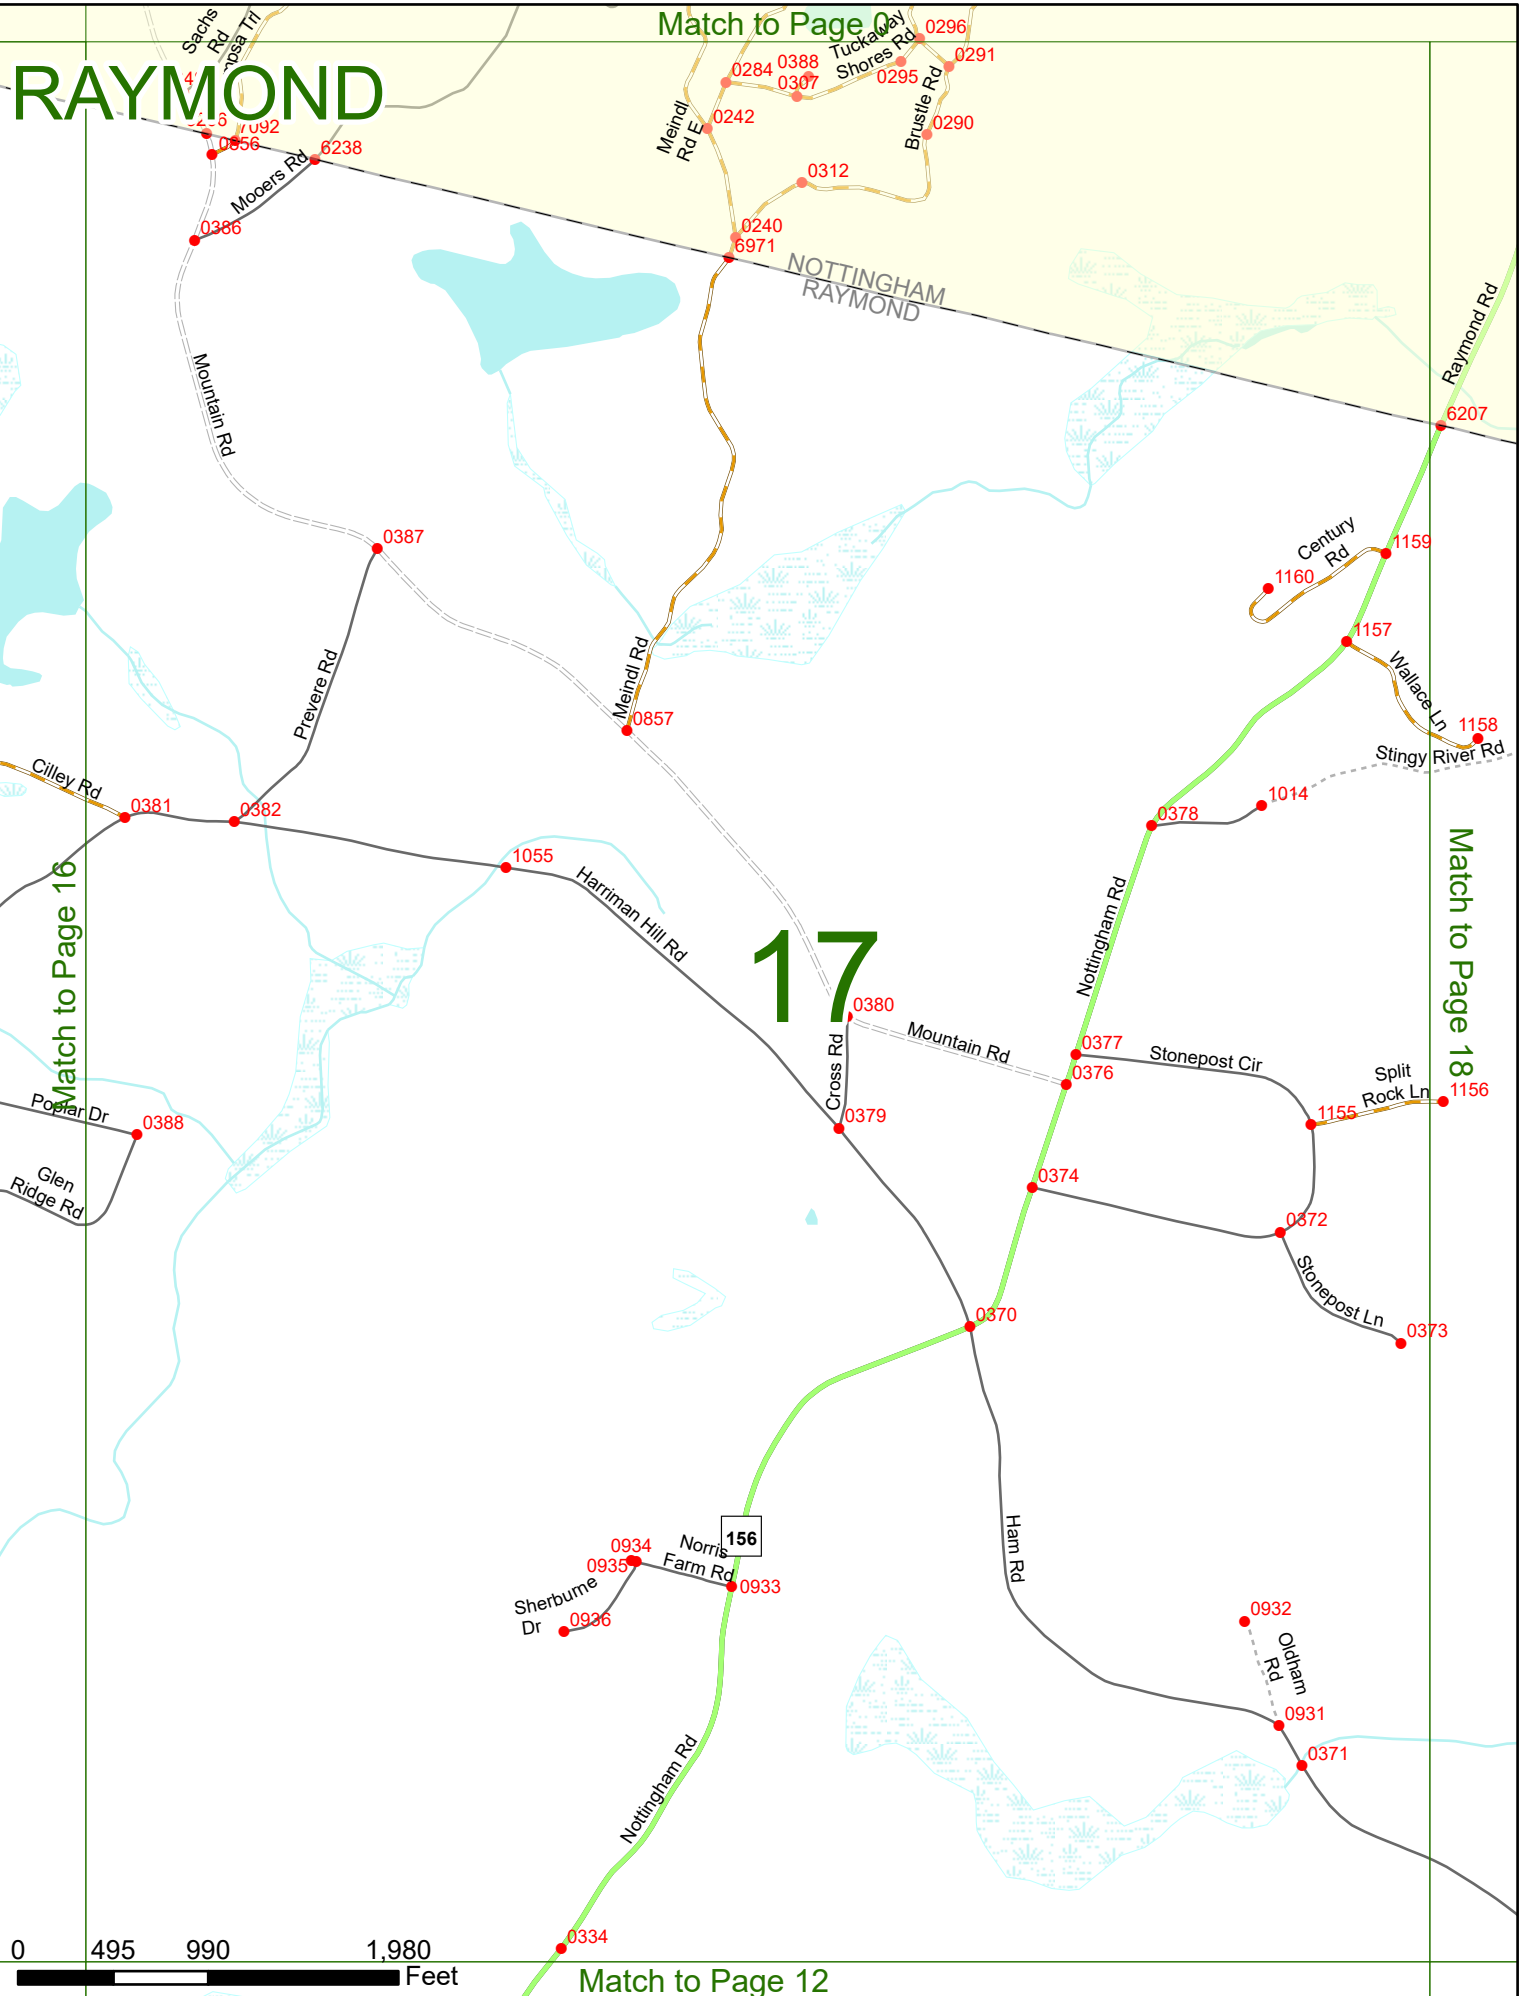 Match to Page 0
RAYMOND
Sachs
Rd
Tuckaway
Shores Rd
0296
0291
0295
0284
0388
0307
0242
Meindl
Rd E
Brustle Rd
0290
0312
0240
6971
7092
0856
6238
Mooers Rd
0386
NOTTINGHAM
RAYMOND
Raymond Rd
6207
Mountain Rd
0387
Century
Rd
1159
1160
1157
Wallace Ln
1158
Stingy River Rd
1014
0378
Prevere Rd
Meindl Rd
0857
Cilley Rd
0381
0382
1055
Harriman Hill Rd
Match to Page 16
17
Match to Page 18
Nottingham Rd
0380
Cross Rd
Mountain Rd
0377
0376
Stonepost Cir
Split
Rock Ln
1156
1155
Poplar Dr
0388
Glen
Ridge Rd
0379
0374
0372
Stonepost Ln
0373
0370
156
Norris
Farm Rd
0934
0935
0933
Sherburne
Dr
0936
Ham Rd
0932
Oldham
Rd
0931
0371
Nottingham Rd
0334
0 495 990 1,980
Feet
Match to Page 12